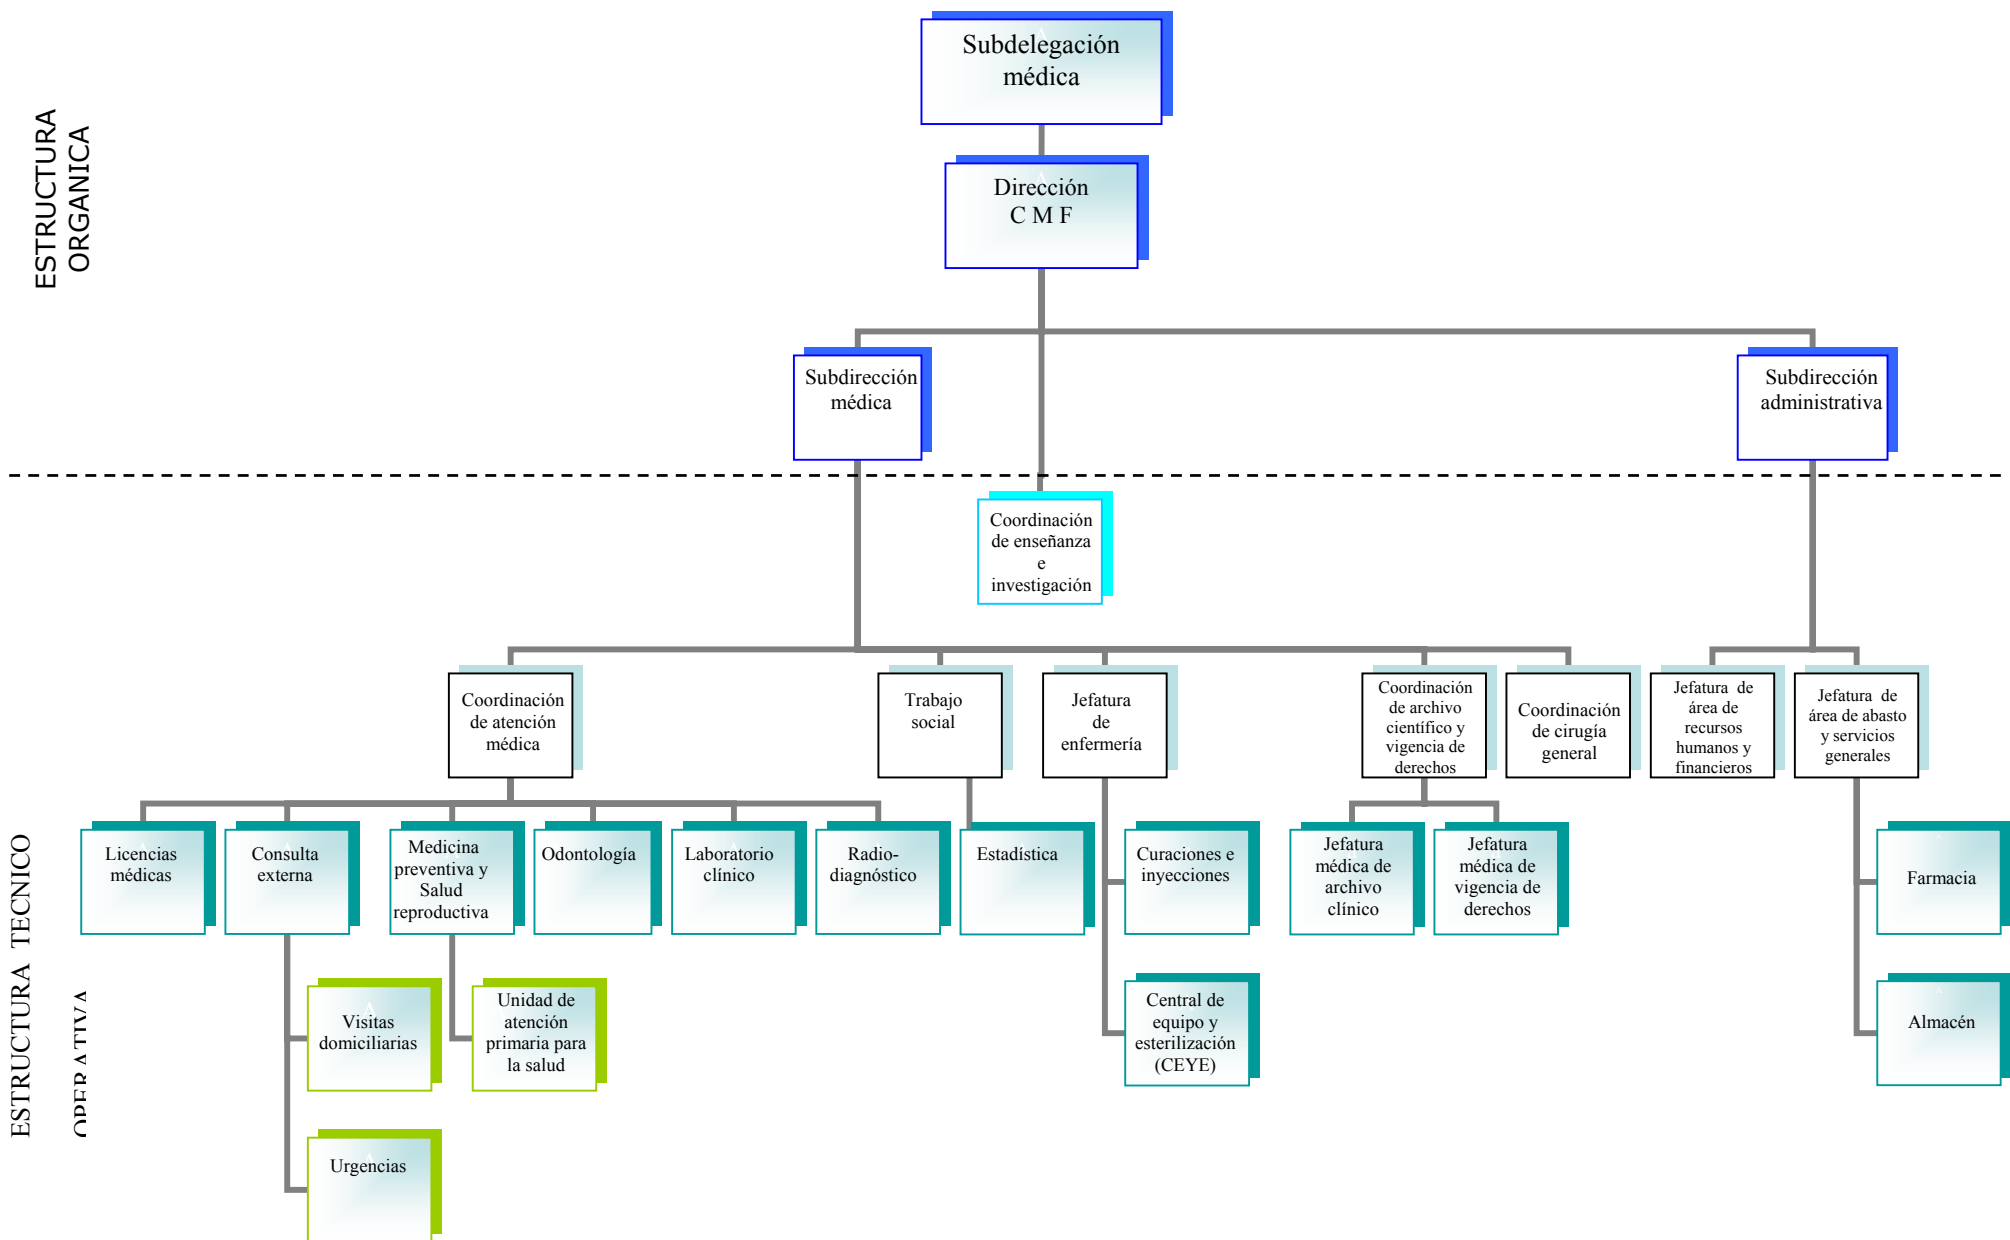 ESTRUCTURA
ORGANICA
Subdelegación
médica
Dirección
C M F
Subdirección
médica
Subdirección
administrativa
Coordinación
de enseñanza
e
investigación
Coordinación
de atención
médica
Trabajo
social
Jefatura
de
enfermería
Coordinación
de archivo
científico y
vigencia de
derechos
Coordinación
de cirugía
general
Jefatura de
área de
recursos
humanos y
financieros
Jefatura de
área de abasto
y servicios
generales
ESTRUCTURA TECNICO
OPERATIVA
Licencias
médicas
Consulta
externa
Medicina
preventiva y
Salud
reproductiva
Odontología
Laboratorio
clínico
Radio-
diagnóstico
Estadística
Curaciones e
inyecciones
Jefatura
médica de
archivo
clínico
Jefatura
médica de
vigencia de
derechos
Farmacia
Visitas
domiciliarias
Unidad de
atención
primaria para
la salud
Central de
equipo y
esterilización
(CEYE)
Almacén
Urgencias